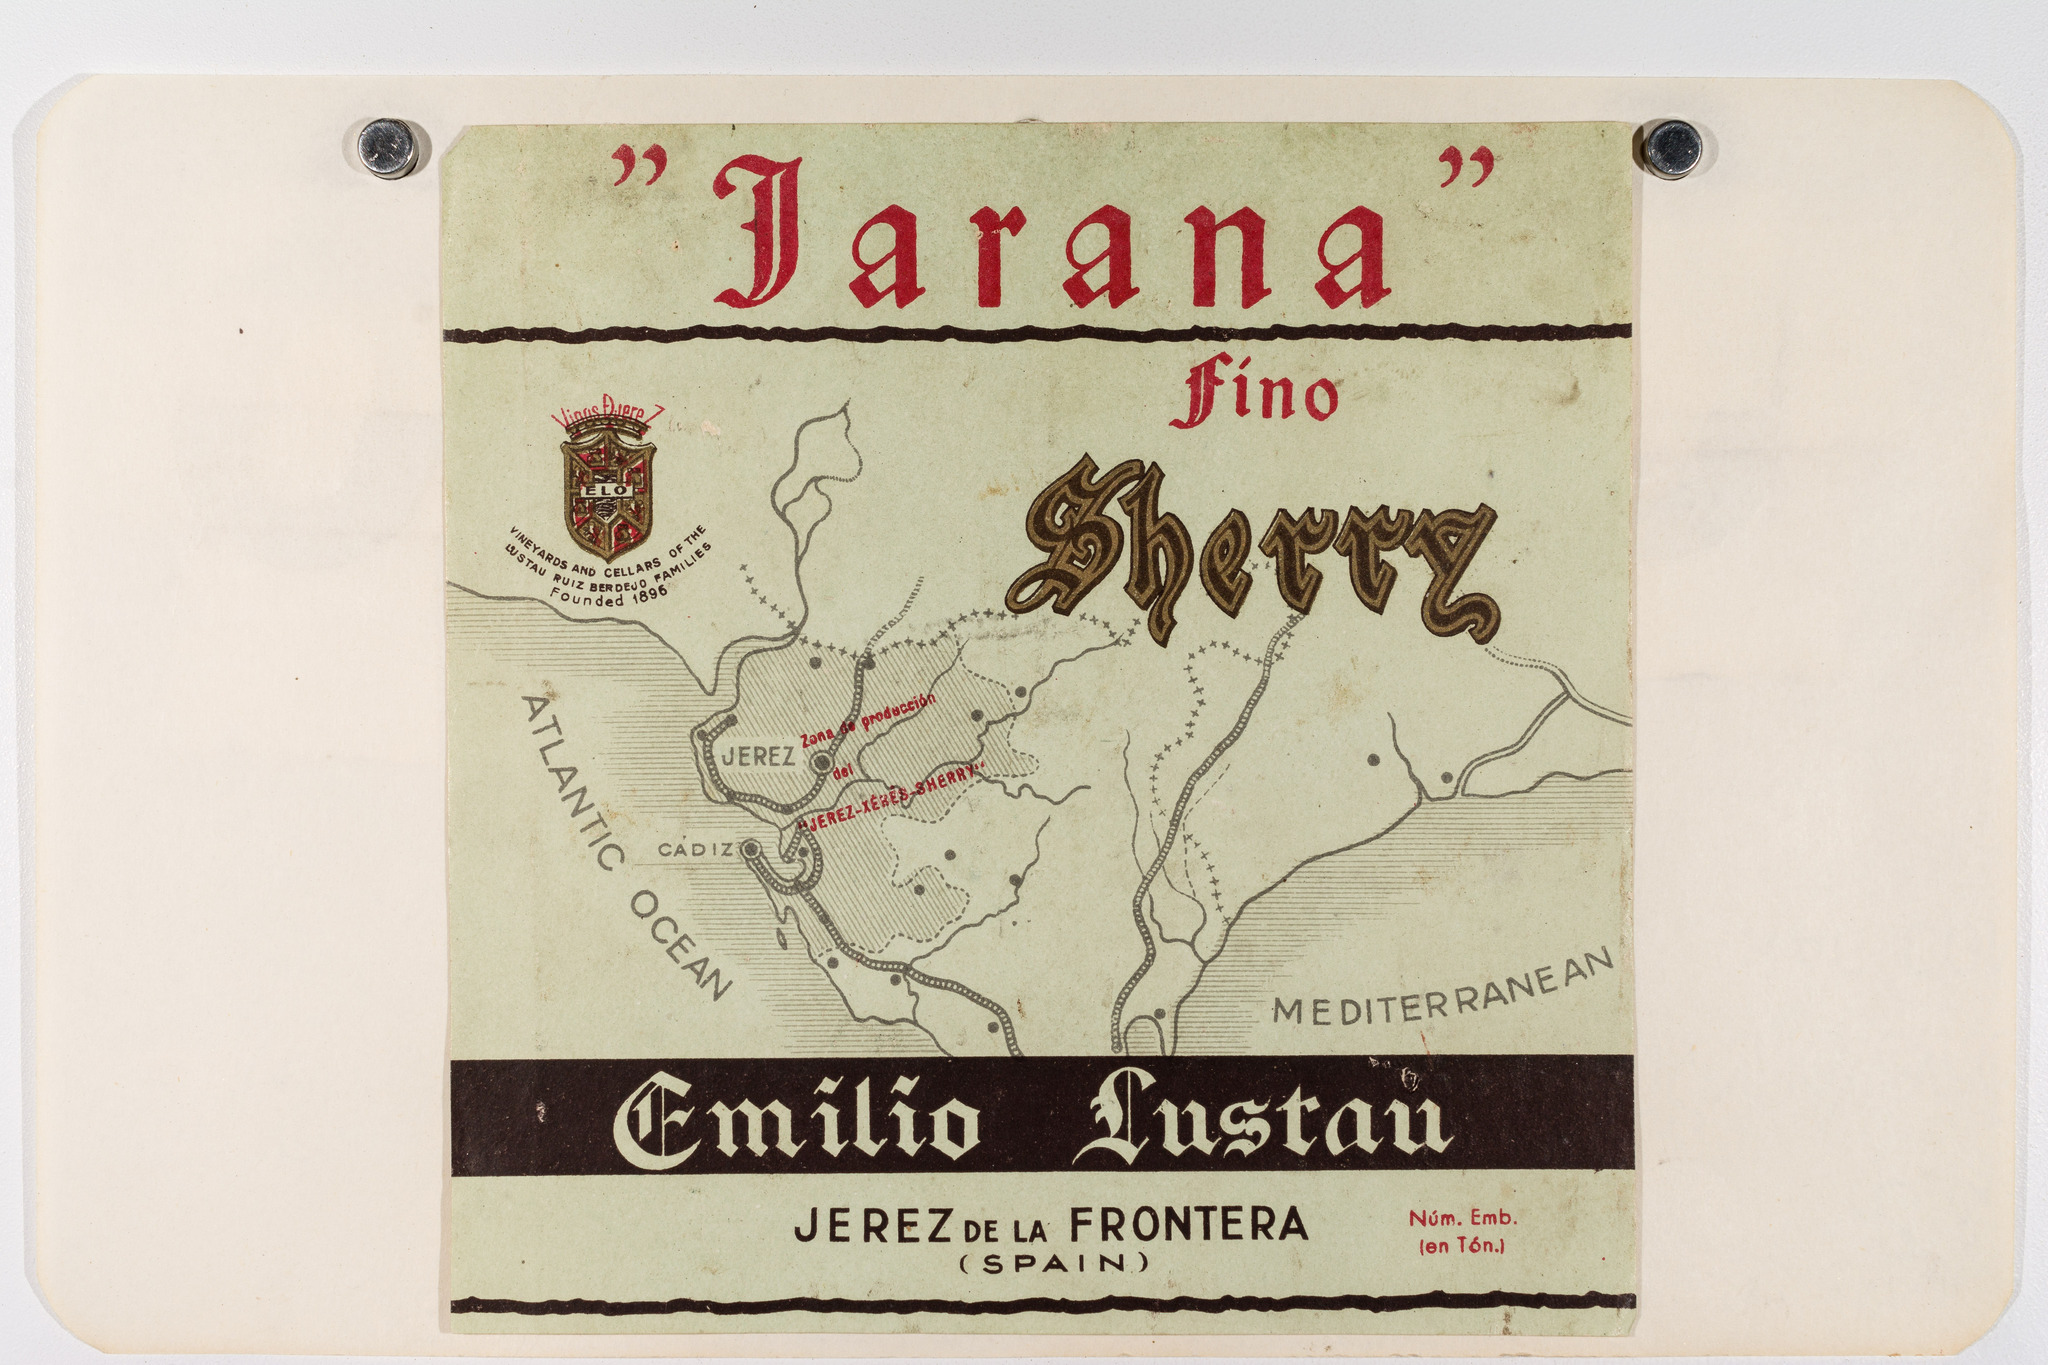 "Jarana"
Fino
Sherry
Vinos D.Jerez
ELO
VINEYARDS AND CELLARS OF THE
LUSTAU RUIZ BERDEJO FAMILIES
Founded 1896
Zona de producción
del
"JEREZ-XÉRÈS-SHERRY"
JEREZ
CÁDIZ
ATLANTIC OCEAN
MEDITERRANEAN
Emilio Lustau
JEREZ DE LA FRONTERA
(SPAIN)
Núm. Emb.
(en Tón.)